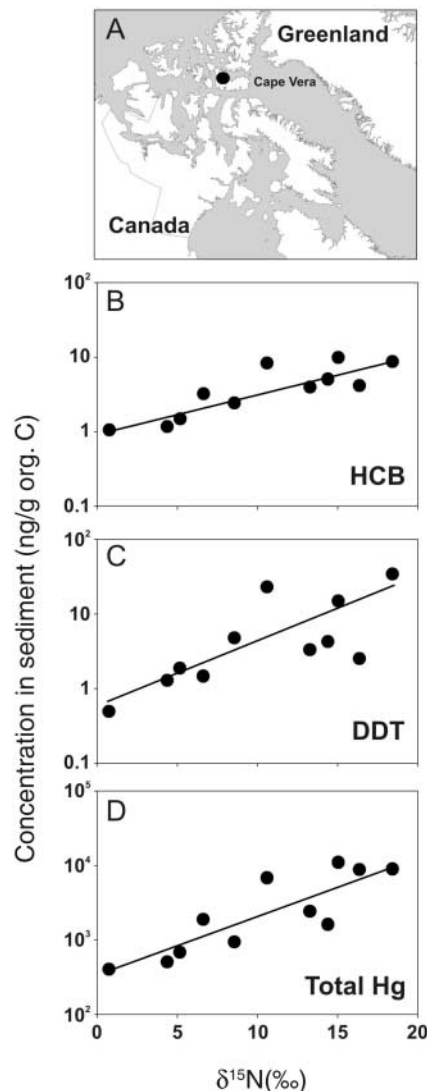 A
Greenland
Cape Vera
Canada
Concentration in sediment (ng/g org. C)
B
10²
10
1
0.1
HCB
C
10²
10
1
0.1
DDT
D
10⁵
10⁴
10³
10²
Total Hg
0 5 10 15 20
δ¹⁵N(‰)